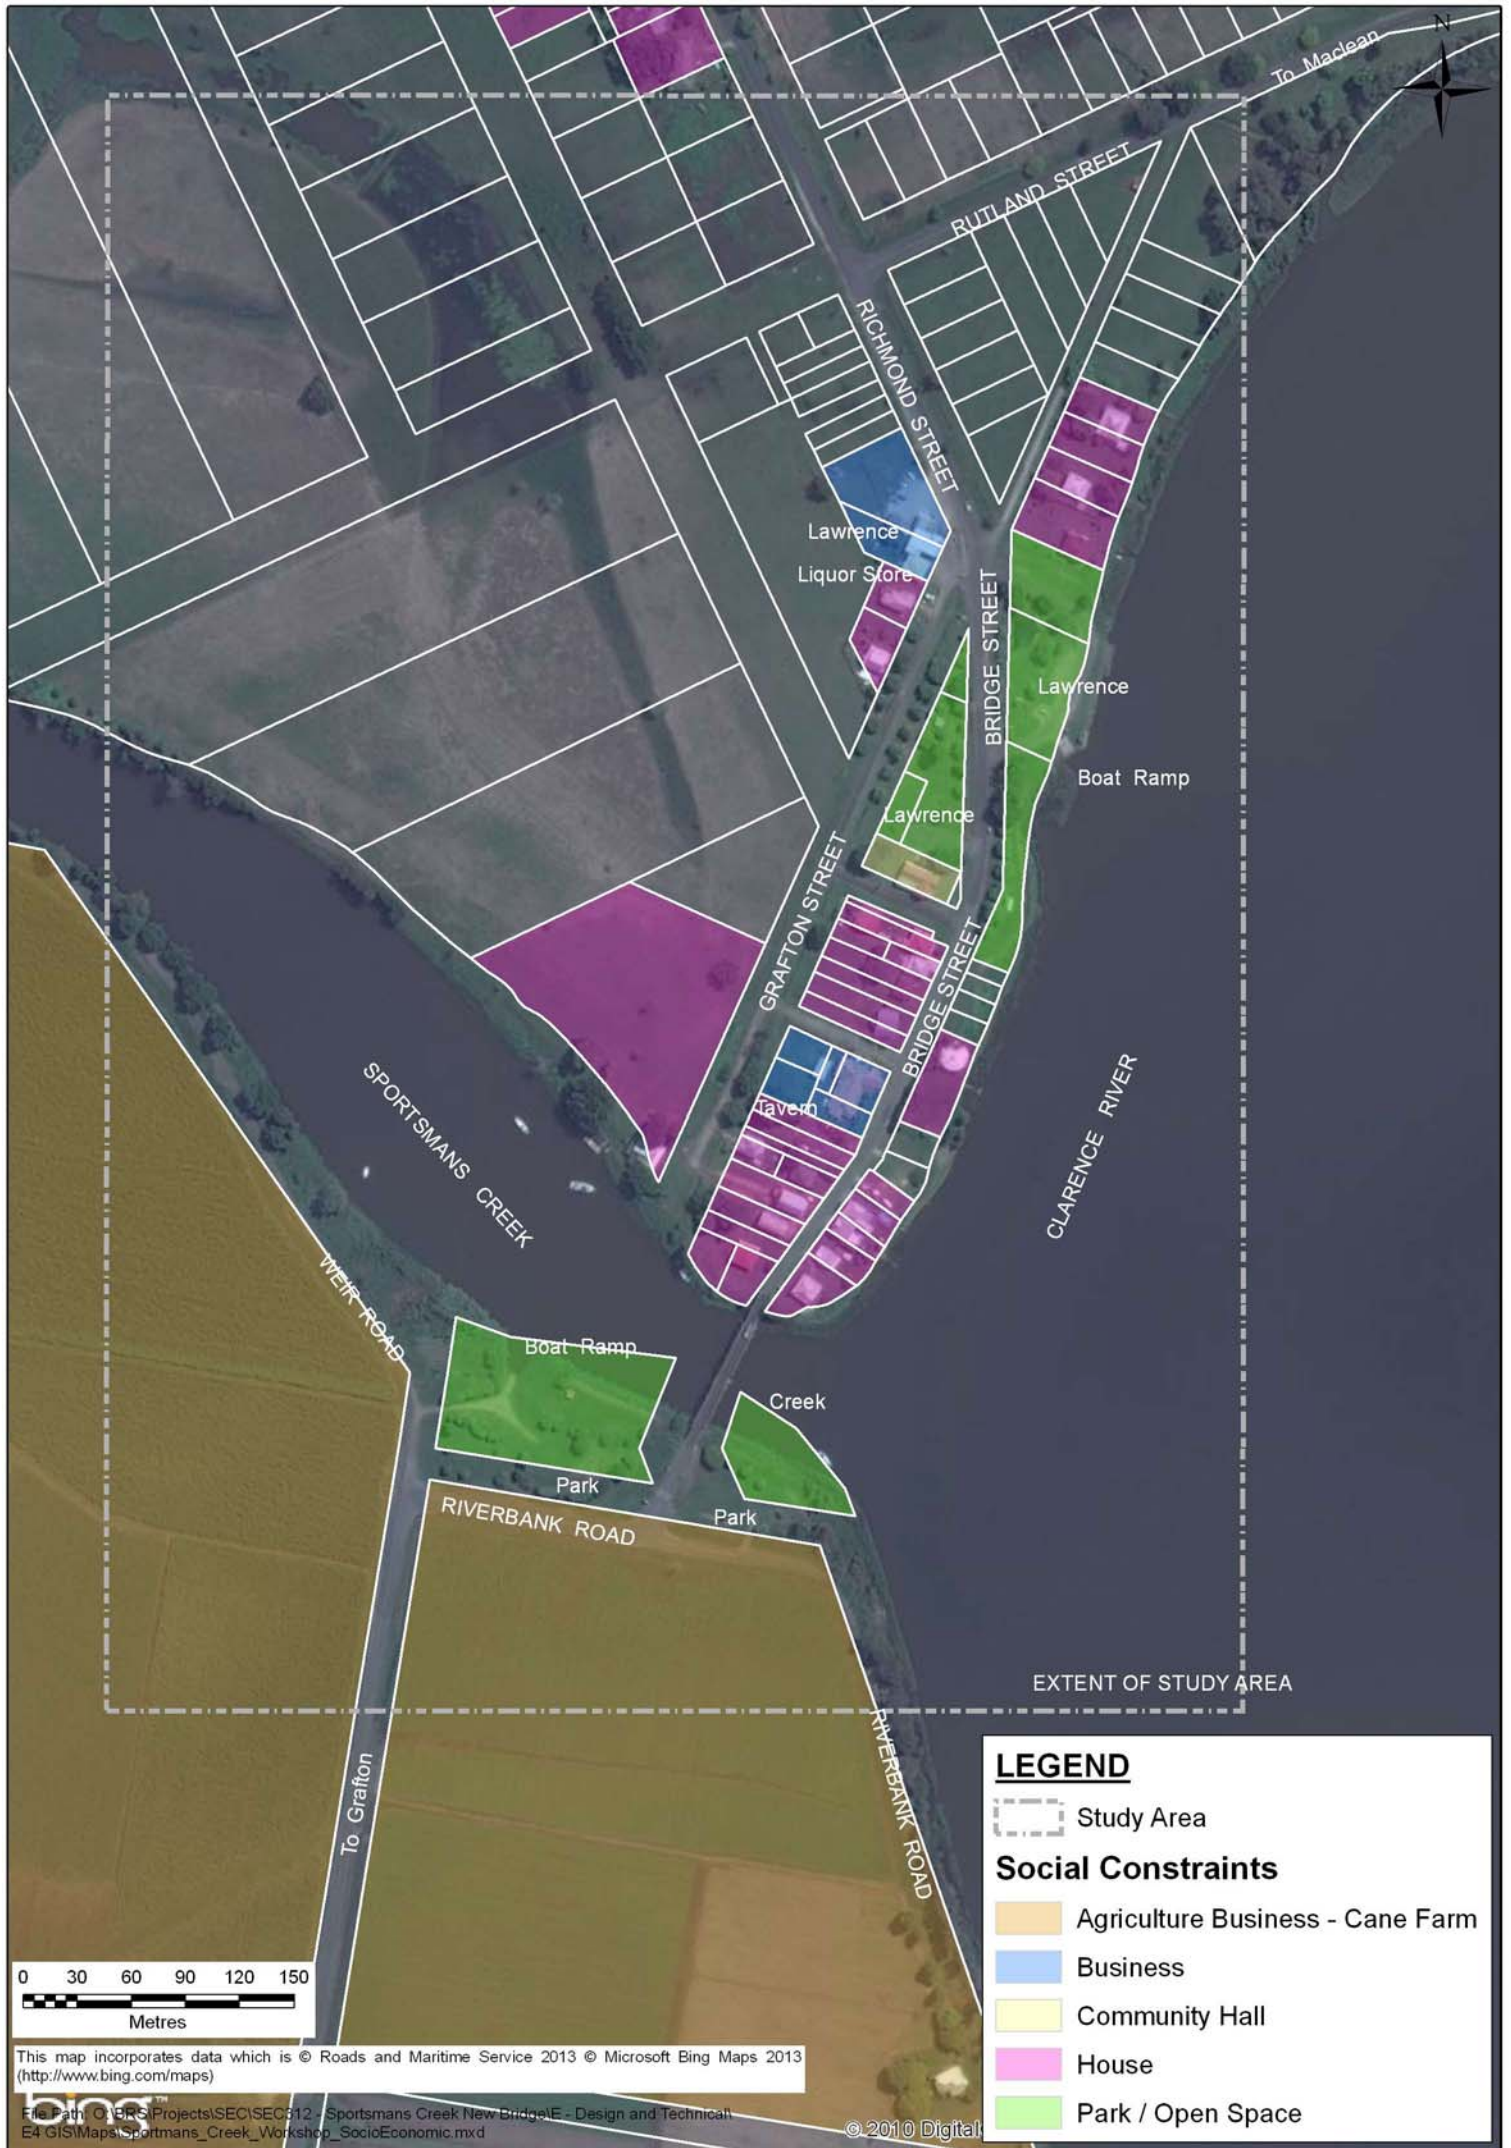 N
To Maclean
RUTLAND STREET
RICHMOND STREET
Lawrence
Liquor Store
BRIDGE STREET
Lawrence
Boat Ramp
Lawrence
GRAFTON STREET
BRIDGE STREET
Tavern
SPORTSMANS CREEK
CLARENCE RIVER
WEIR ROAD
Boat Ramp
Creek
Park
Park
RIVERBANK ROAD
EXTENT OF STUDY AREA
RIVERBANK ROAD
To Grafton
LEGEND
Study Area
Social Constraints
Agriculture Business - Cane Farm
Business
Community Hall
House
Park / Open Space
0 30 60 90 120 150
Metres
This map incorporates data which is © Roads and Maritime Service 2013 © Microsoft Bing Maps 2013
(http://www.bing.com/maps)
bing™
File Path: O:\BRS\Projects\SEC\SEC312 - Sportsmans Creek New Bridge\E - Design and Technical\
E4 GIS\Maps\Sportmans_Creek_Workshop_SocioEconomic.mxd
© 2010 Digital